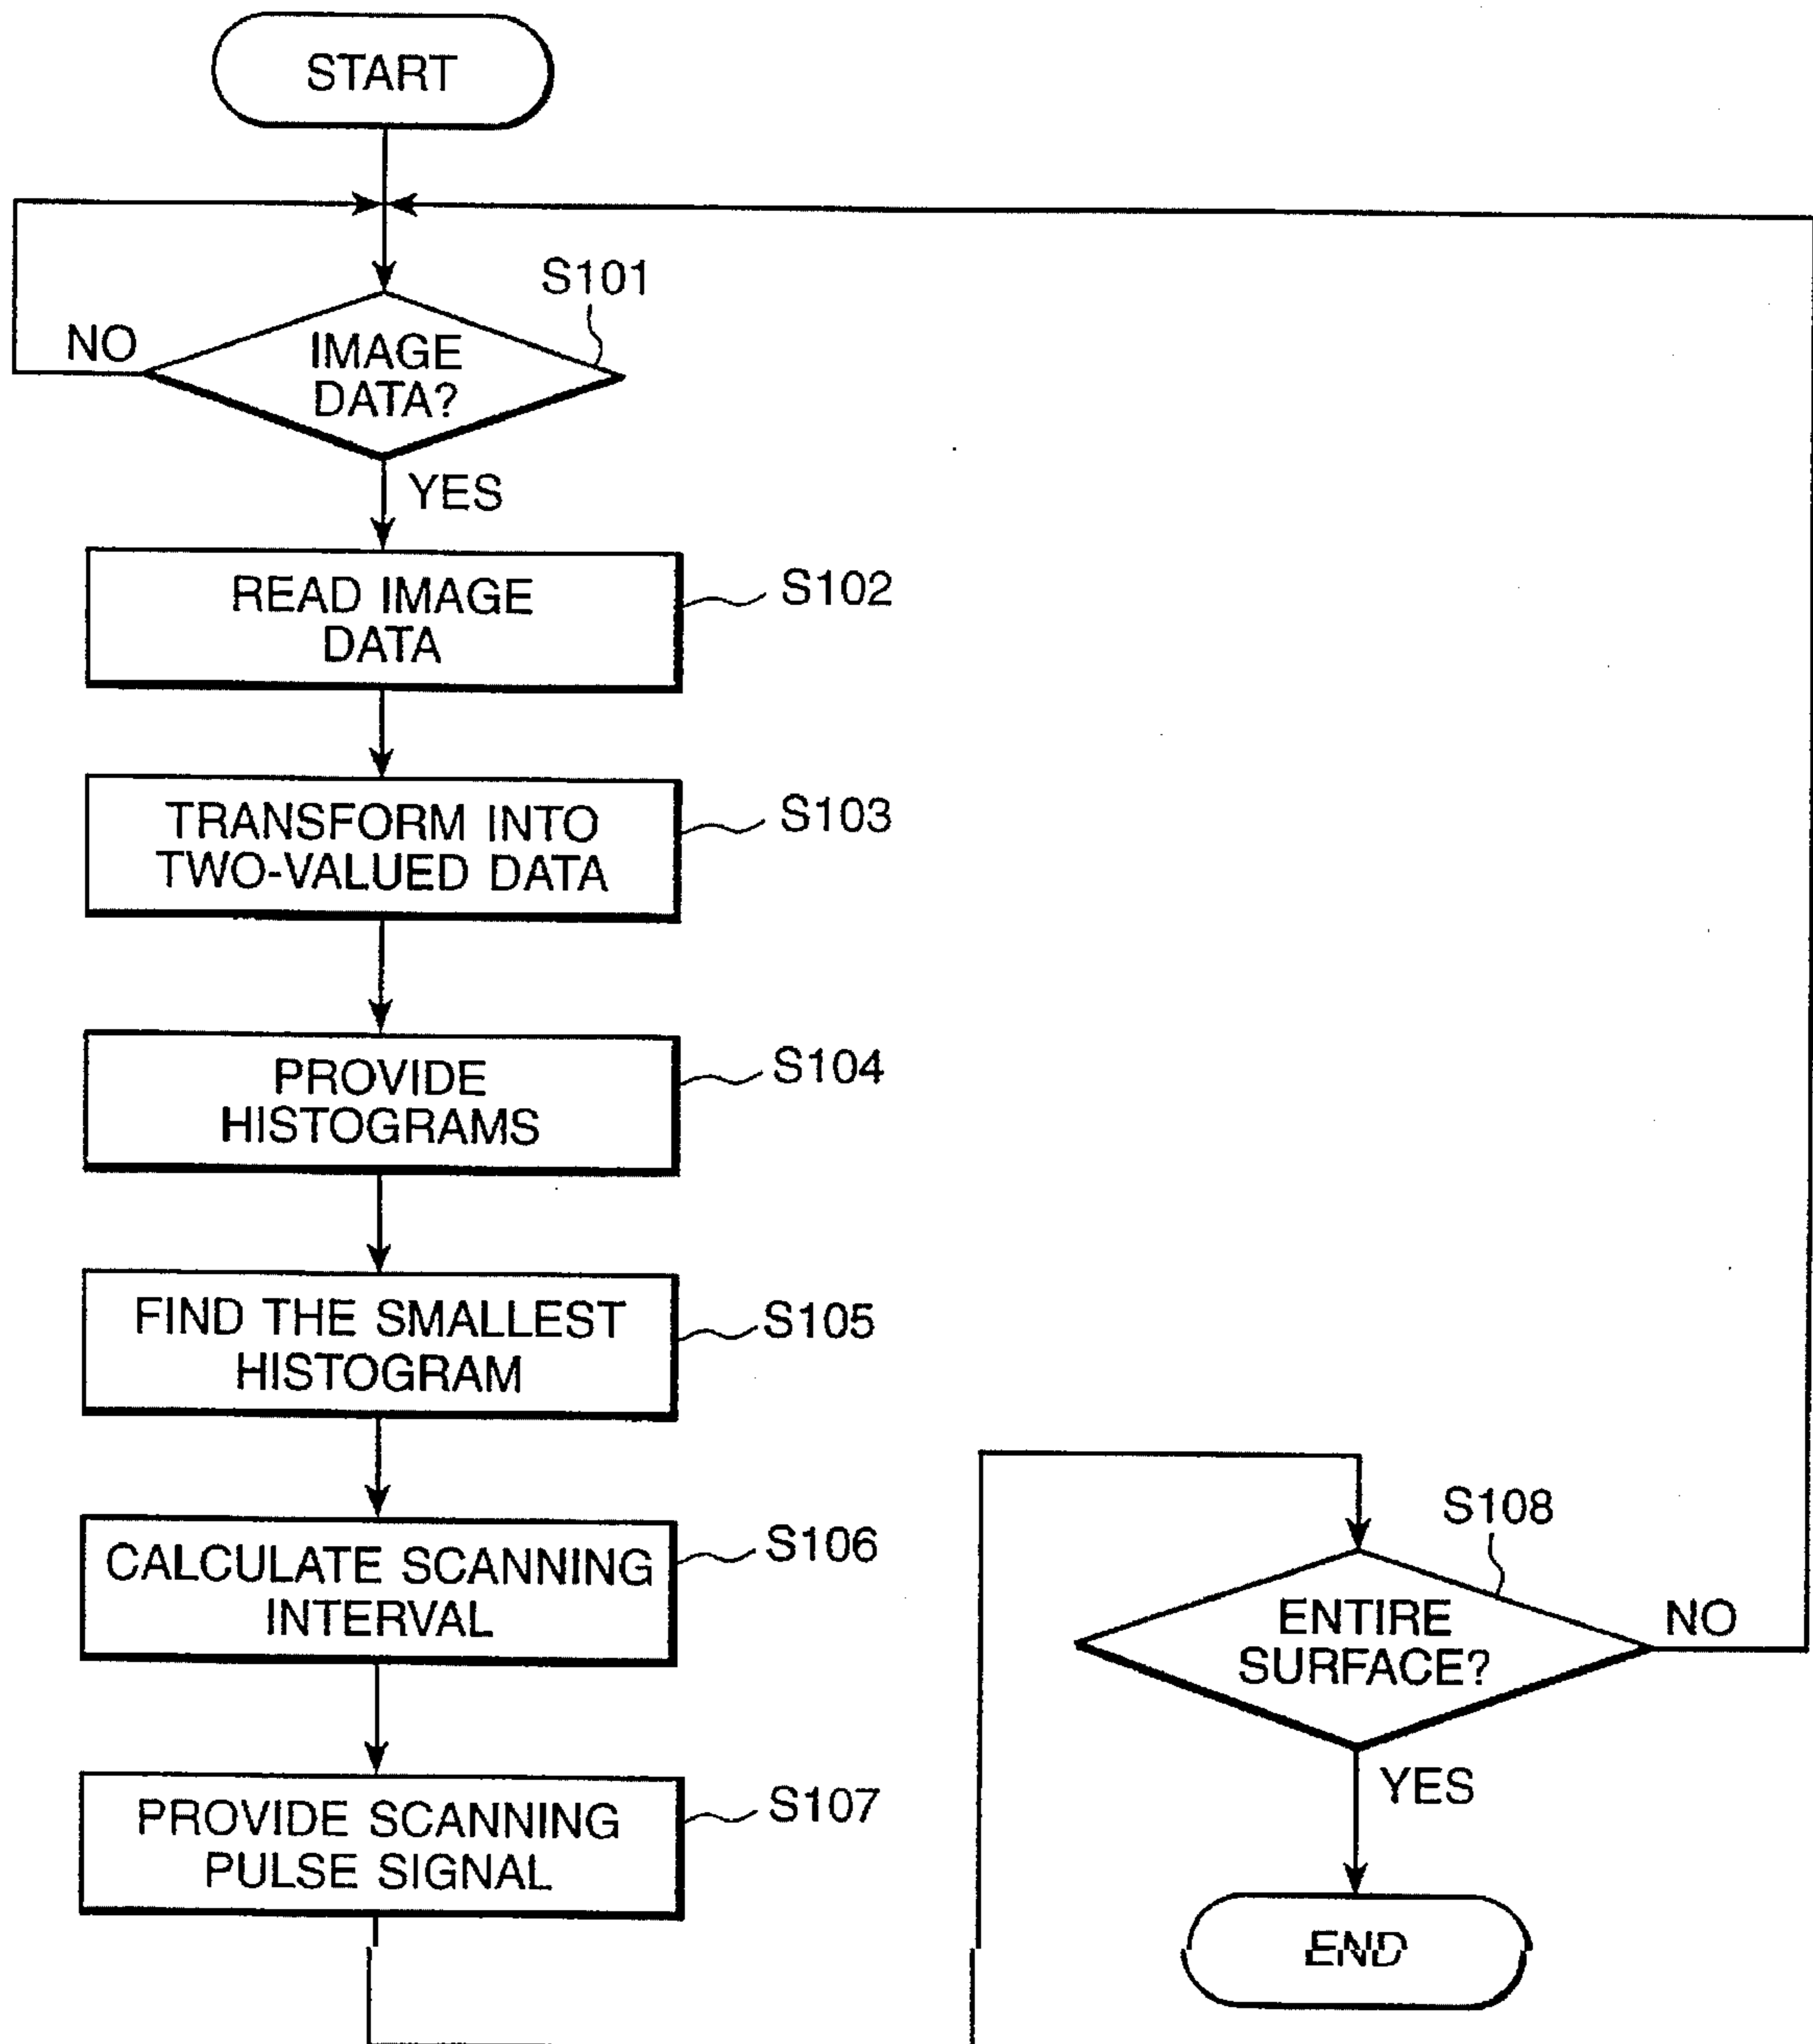 START
S101
NO
IMAGE
DATA?
YES
READ IMAGE
DATA
S102
TRANSFORM INTO
TWO-VALUED DATA
S103
PROVIDE
HISTOGRAMS
S104
FIND THE SMALLEST
HISTOGRAM
S105
CALCULATE SCANNING
INTERVAL
S106
PROVIDE SCANNING
PULSE SIGNAL
S107
S108
ENTIRE
SURFACE?
NO
YES
END